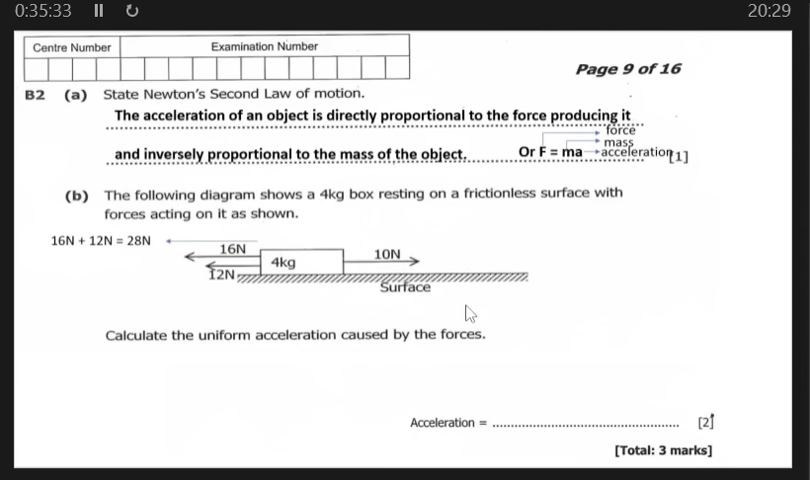 0:35:33
20:29
Centre Number Examination Number
Page 9 of 16
B2 (a) State Newton's Second Law of motion.
The acceleration of an object is directly proportional to the force producing it
force
mass
and inversely proportional to the mass of the object. Or F = ma acceleration [1]
(b) The following diagram shows a 4kg box resting on a frictionless surface with
forces acting on it as shown.
16N + 12N = 28N
16N
10N
4kg
12N
Surface
Calculate the uniform acceleration caused by the forces.
Acceleration = .................................................. [2]
[Total: 3 marks]